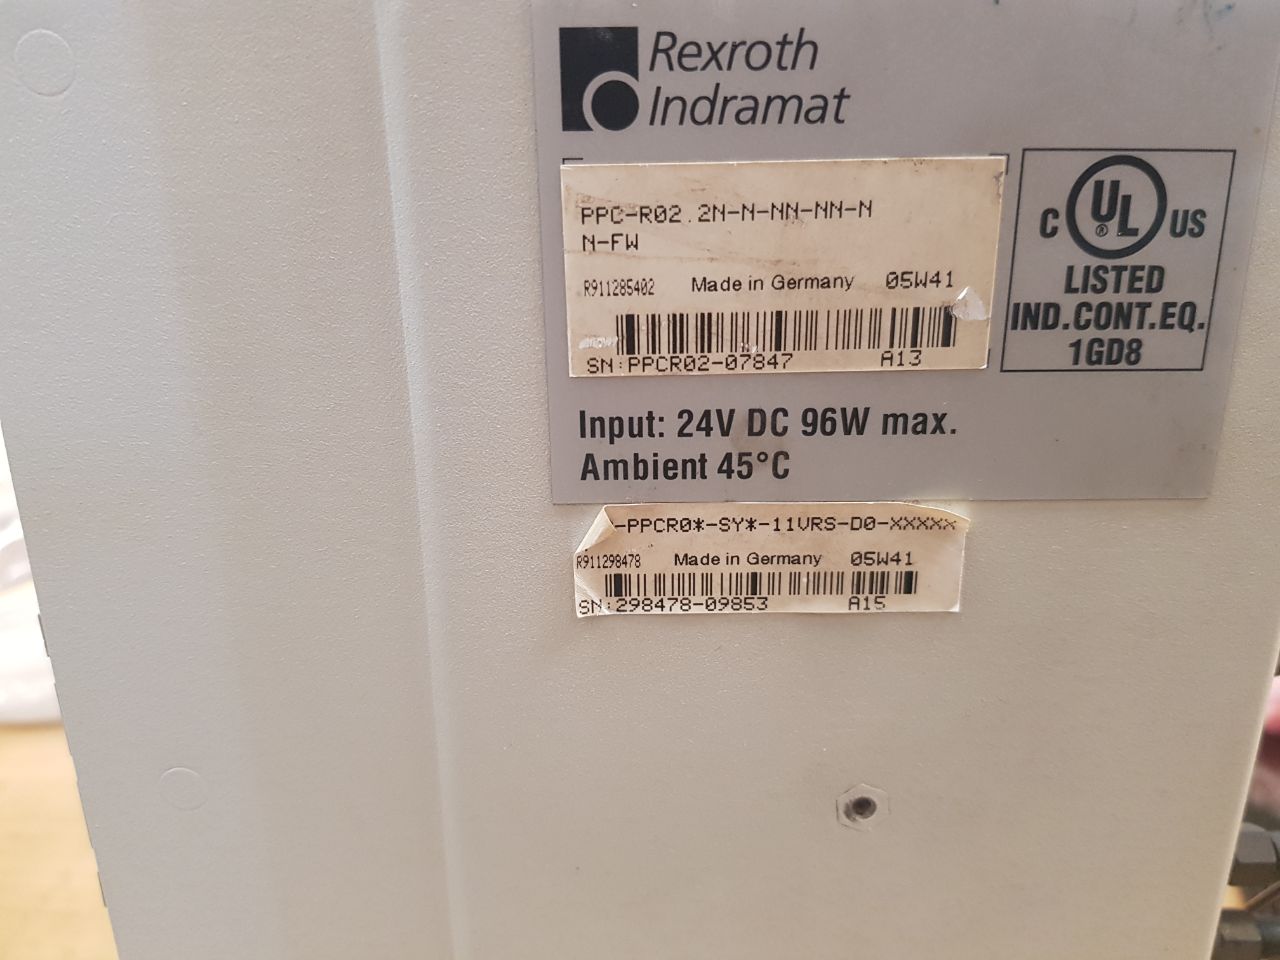 Rexroth
Indramat
PPC-R02.2N-N-NN-NN-N
N-FW
R911285402 Made in Germany 05W41
SN:PPCR02-07847 A13
C UL® US
LISTED
IND.CONT.EQ.
1GD8
Input: 24V DC 96W max.
Ambient 45°C
-PPCR0*-SY*-11VRS-D0-XXXXX
R911298478 Made in Germany 05W41
SN:298478-09853 A15